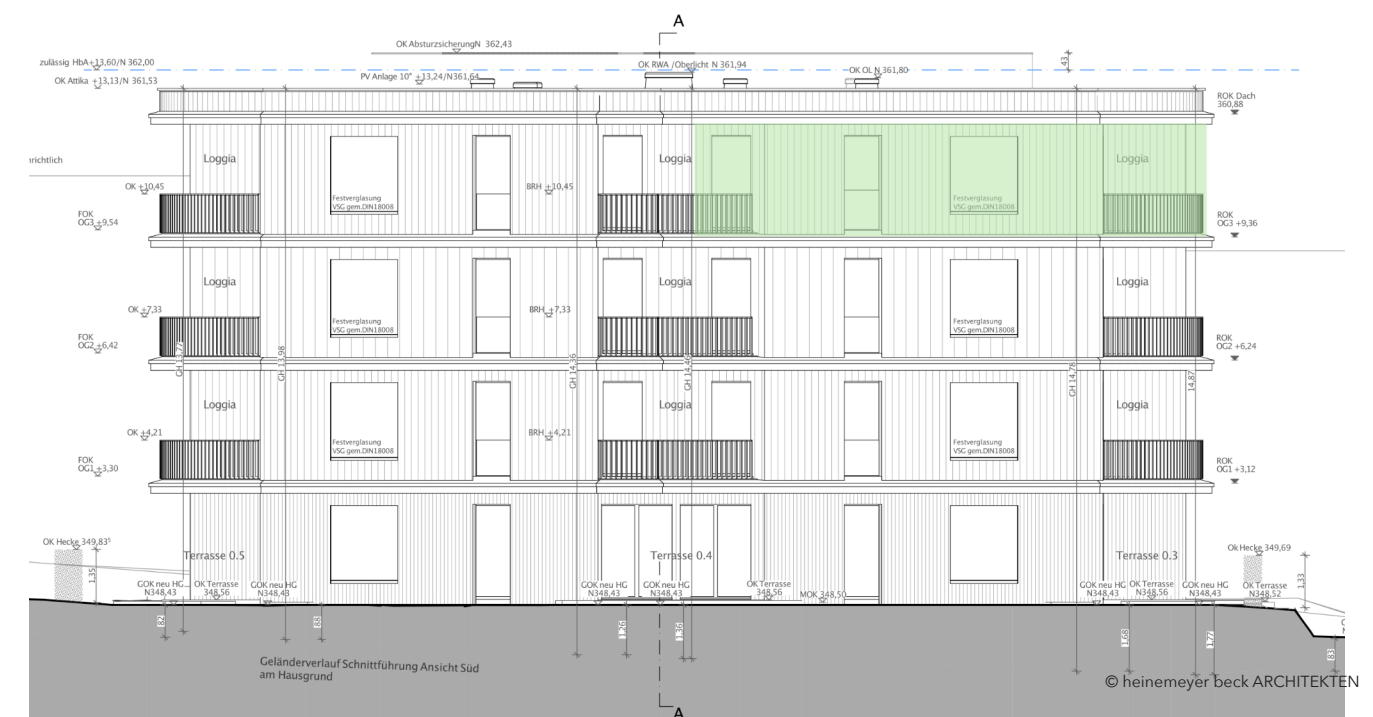 A
OK AbsturzsicherungN 362,43
zulässig HbA+13,60/N 362,00
OK RWA /Oberlicht N 361,94
43
OK Attika +13,13/N 361,53
PV Anlage 10° +13,24/N361,64
OK OL N 361,80
ROK Dach
360,88
nrichtlich
Loggia
Loggia
Loggia
OK +10,45
BRH +10,45
Festverglasung
VSG gem.DIN18008
Festverglasung
VSG gem.DIN18008
FOK
OG3 +9,54
ROK
OG3 +9,36
Loggia
Loggia
Loggia
OK +7,33
BRH +7,33
Festverglasung
VSG gem.DIN18008
Festverglasung
VSG gem.DIN18008
FOK
OG2 +6,42
ROK
OG2 +6,24
GH 13,98
GH 14,36
GH 14,46
GH 14,78
14,87
Loggia
Loggia
Loggia
OK +4,21
BRH +4,21
Festverglasung
VSG gem.DIN18008
Festverglasung
VSG gem.DIN18008
FOK
OG1 +3,30
ROK
OG1 +3,12
OK Hecke 349,83⁵
Terrasse 0.5
Terrasse 0.4
Terrasse 0.3
Ok Hecke 349,69
1,35
1,33
GOK neu HG
N348,43
OK Terrasse
348,56
GOK neu HG
N348,43
GOK neu HG
N348,43
GOK neu HG
N348,43
OK Terrasse
348,56
MOK 348,50
GOK neu HG
N348,43
OK Terrasse
N348,56
GOK neu HG
N348,43
OK Terrasse
N348,52
82
88
1,26
1,36
1,68
1,77
83
Geländerverlauf Schnittführung Ansicht Süd
am Hausgrund
© heinemeyer beck ARCHITEKTEN
A